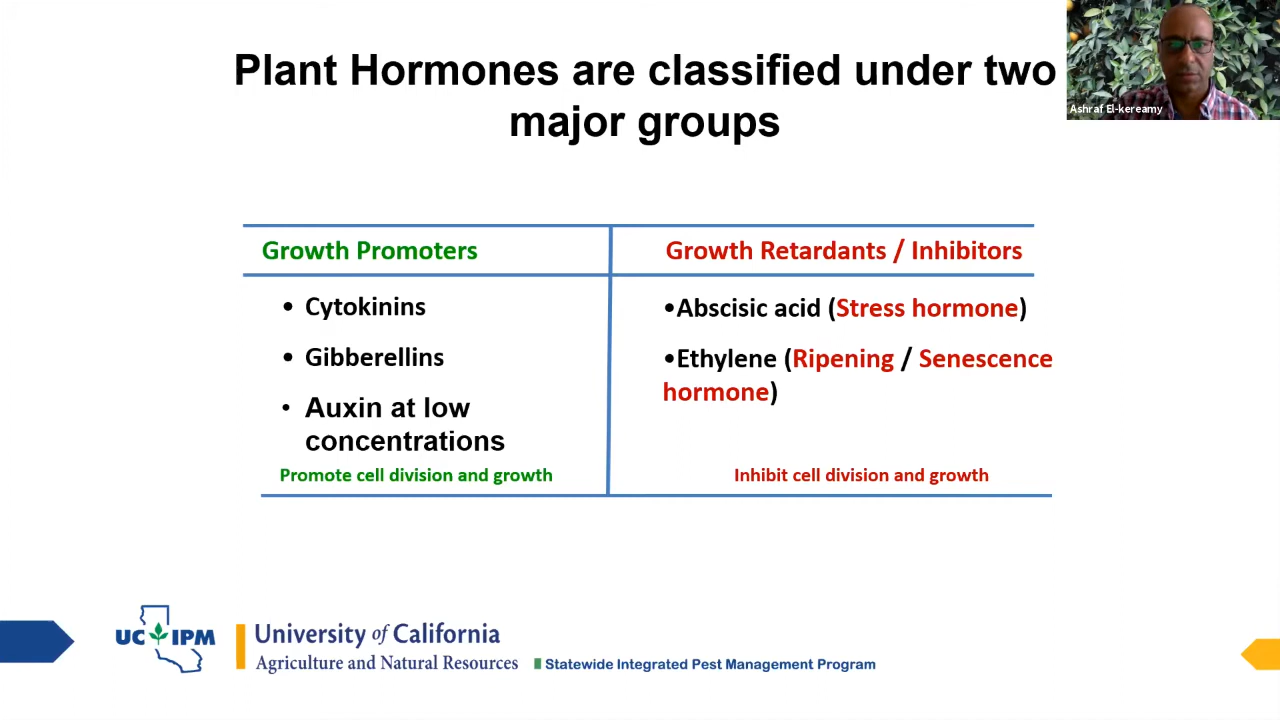 Plant Hormones are classified under two
major groups
Ashraf El-kereamy
Growth Promoters
Growth Retardants / Inhibitors
• Cytokinins
• Gibberellins
• Auxin at low
concentrations
Promote cell division and growth
•Abscisic acid (Stress hormone)
•Ethylene (Ripening / Senescence
hormone)
Inhibit cell division and growth
UC IPM
University of California
Agriculture and Natural Resources
Statewide Integrated Pest Management Program